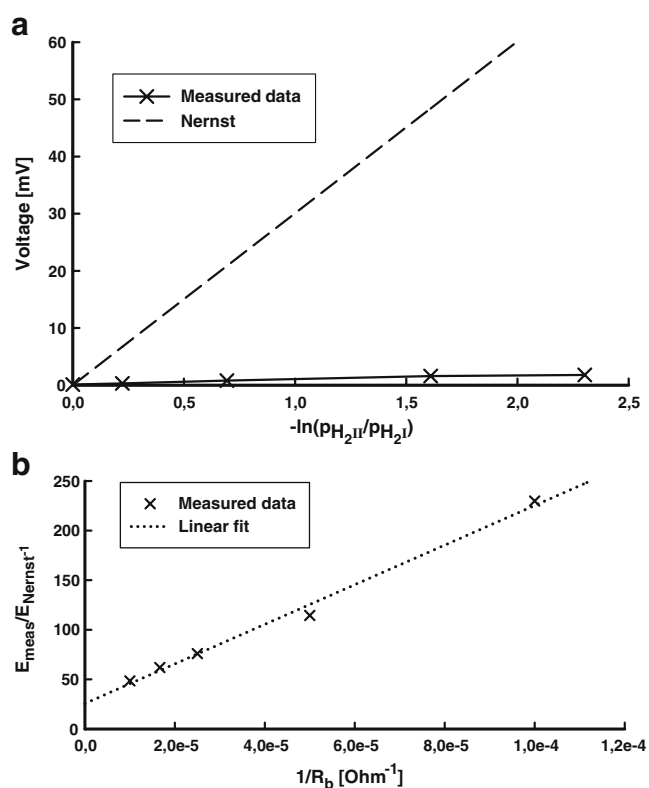 a
60
50
40
30
20
10
0
Voltage [mV]
Measured data
Nernst
0,0 0,5 1,0 1,5 2,0 2,5
-ln(pH2II/pH2I)
b
250
200
150
100
50
0
Emeas/ENernst-1
Measured data
Linear fit
0,0 2,0e-5 4,0e-5 6,0e-5 8,0e-5 1,0e-4 1,2e-4
1/Rb [Ohm-1]